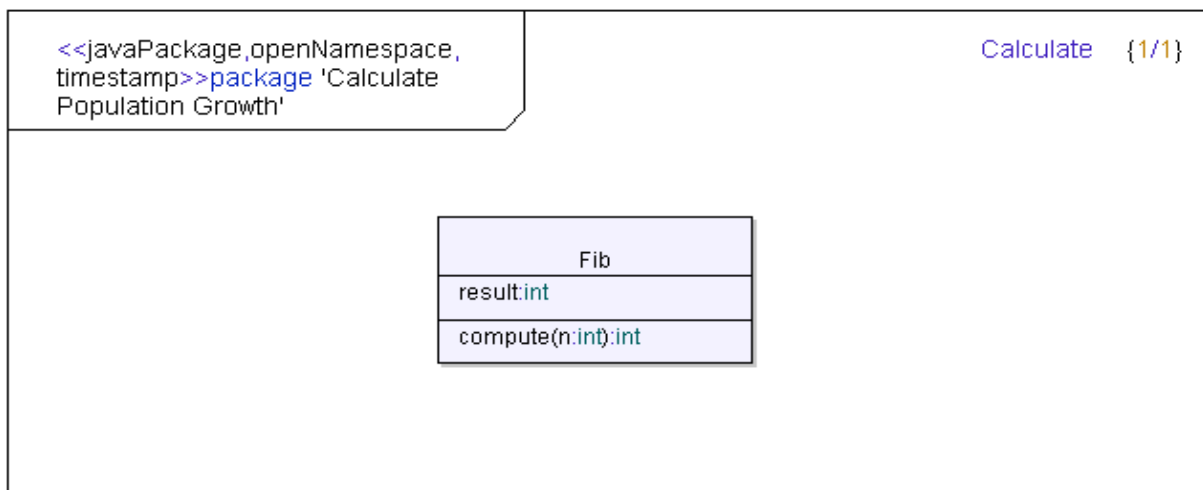 <<javaPackage,openNamespace,
timestamp>>package 'Calculate
Population Growth'
Calculate {1/1}
Fib
result:int
compute(n:int):int